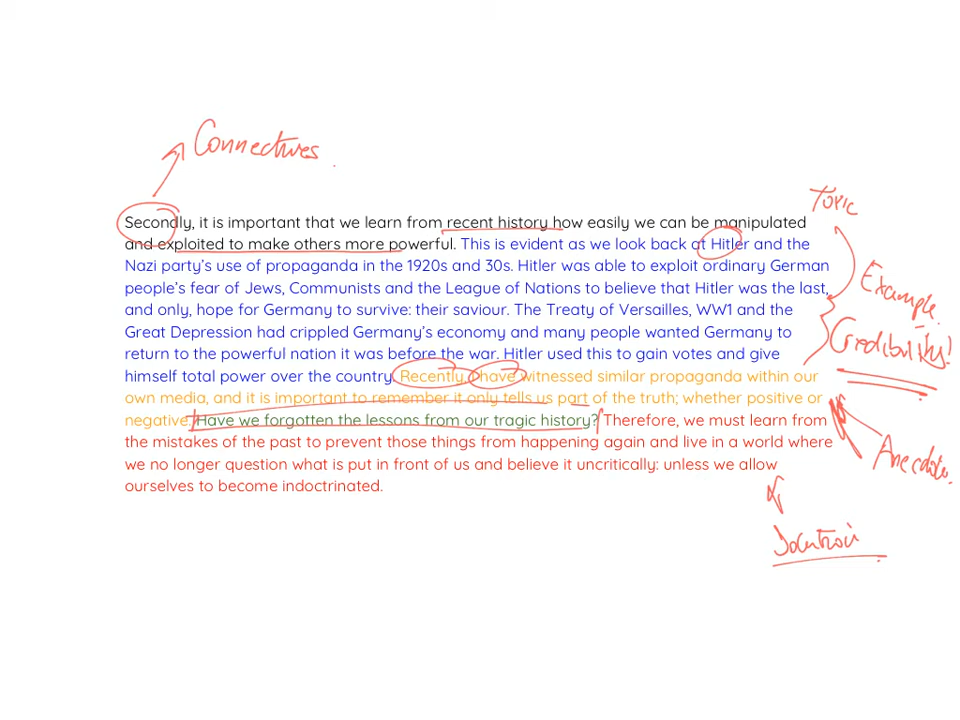 Connectives
Topic
Secondly, it is important that we learn from recent history how easily we can be manipulated
and exploited to make others more powerful. This is evident as we look back at Hitler and the
Nazi party's use of propaganda in the 1920s and 30s. Hitler was able to exploit ordinary German
people's fear of Jews, Communists and the League of Nations to believe that Hitler was the last,
and only, hope for Germany to survive: their saviour. The Treaty of Versailles, WW1 and the
Great Depression had crippled Germany's economy and many people wanted Germany to
return to the powerful nation it was before the war. Hitler used this to gain votes and give
himself total power over the country. Recently, I have witnessed similar propaganda within our
own media, and it is important to remember it only tells us part of the truth; whether positive or
negative. Have we forgotten the lessons from our tragic history? Therefore, we must learn from
the mistakes of the past to prevent those things from happening again and live in a world where
we no longer question what is put in front of us and believe it uncritically: unless we allow
ourselves to become indoctrinated.
Example
Credibility!
Anecdote
Solution